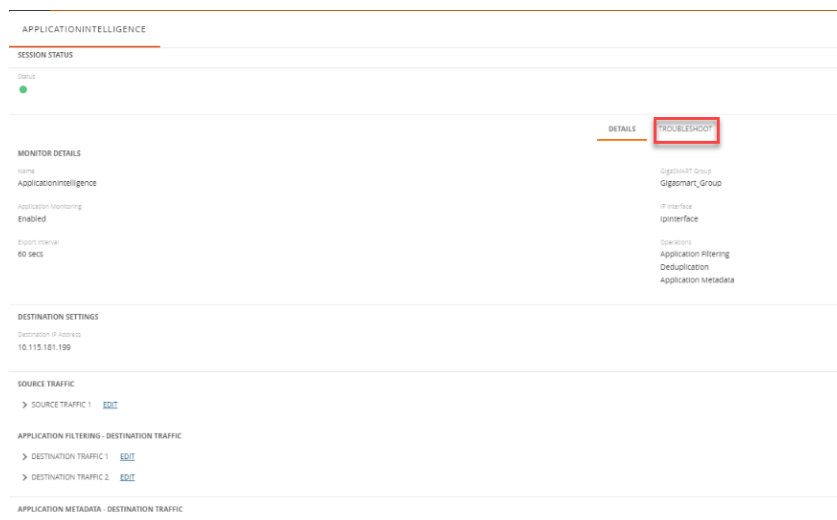 APPLICATIONINTELLIGENCE
SESSION STATUS
Status
DETAILS TROUBLESHOOT
MONITOR DETAILS
Name
Applicationintelligence
GigaSMART Group
Gigasmart_Group
Application Monitoring
Enabled
IP Interface
Ipinterface
Export Interval
60 secs
Operations
Application Filtering
Deduplication
Application Metadata
DESTINATION SETTINGS
Destination IP Address
10.115.181.199
SOURCE TRAFFIC
SOURCE TRAFFIC 1 EDIT
APPLICATION FILTERING - DESTINATION TRAFFIC
DESTINATION TRAFFIC 1 EDIT
DESTINATION TRAFFIC 2 EDIT
APPLICATION METADATA - DESTINATION TRAFFIC